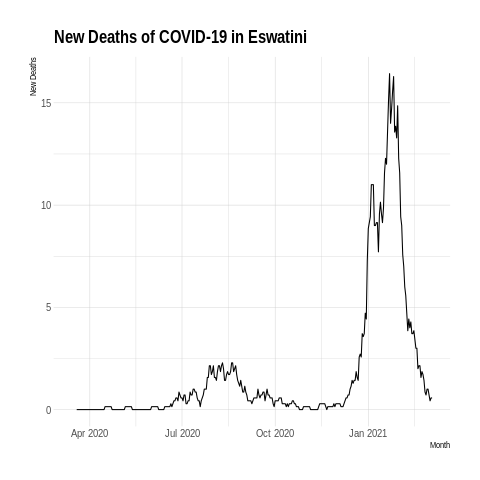 New Deaths of COVID-19 in Eswatini
New Deaths
15
10
5
0
Apr 2020 Jul 2020 Oct 2020 Jan 2021
Month